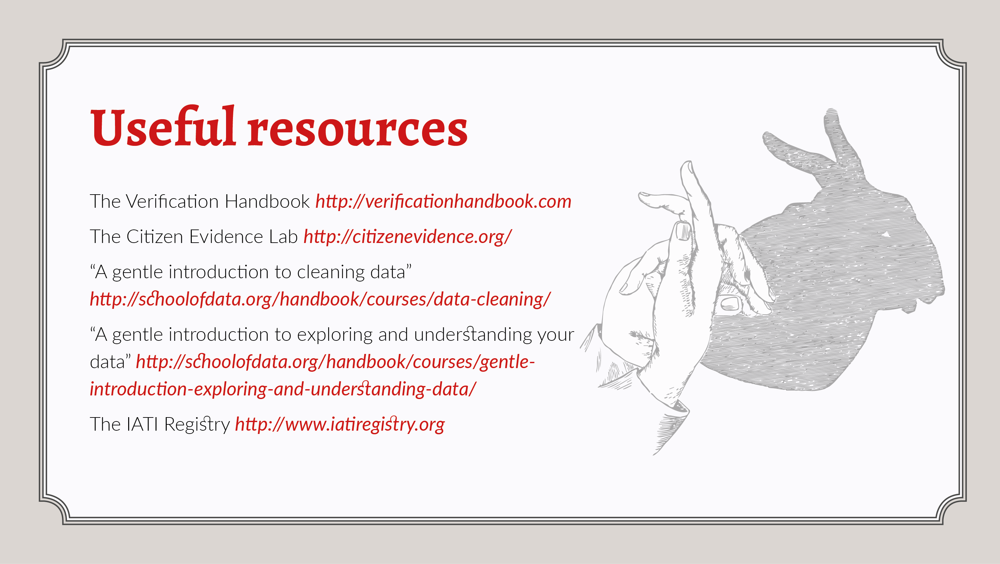 Useful resources
The Verification Handbook http://verificationhandbook.com
The Citizen Evidence Lab http://citizenevidence.org/
“A gentle introduction to cleaning data”
http://schoolofdata.org/handbook/courses/data-cleaning/
“A gentle introduction to exploring and understanding your
data” http://schoolofdata.org/handbook/courses/gentle-
introduction-exploring-and-understanding-data/
The IATI Registry http://www.iatiregistry.org